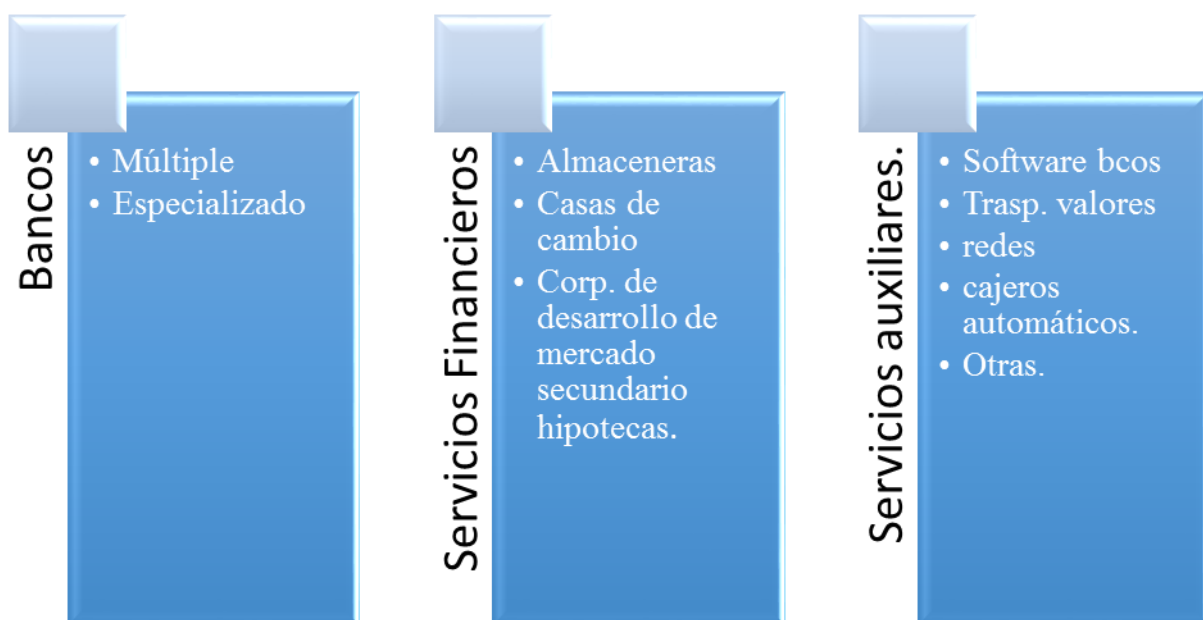 Bancos
• Múltiple
• Especializado
Servicios Financieros
• Almaceneras
• Casas de
cambio
• Corp. de
desarrollo de
mercado
secundario
hipotecas.
Servicios auxiliares.
• Software bcos
• Trasp. valores
• redes
• cajeros
automáticos.
• Otras.